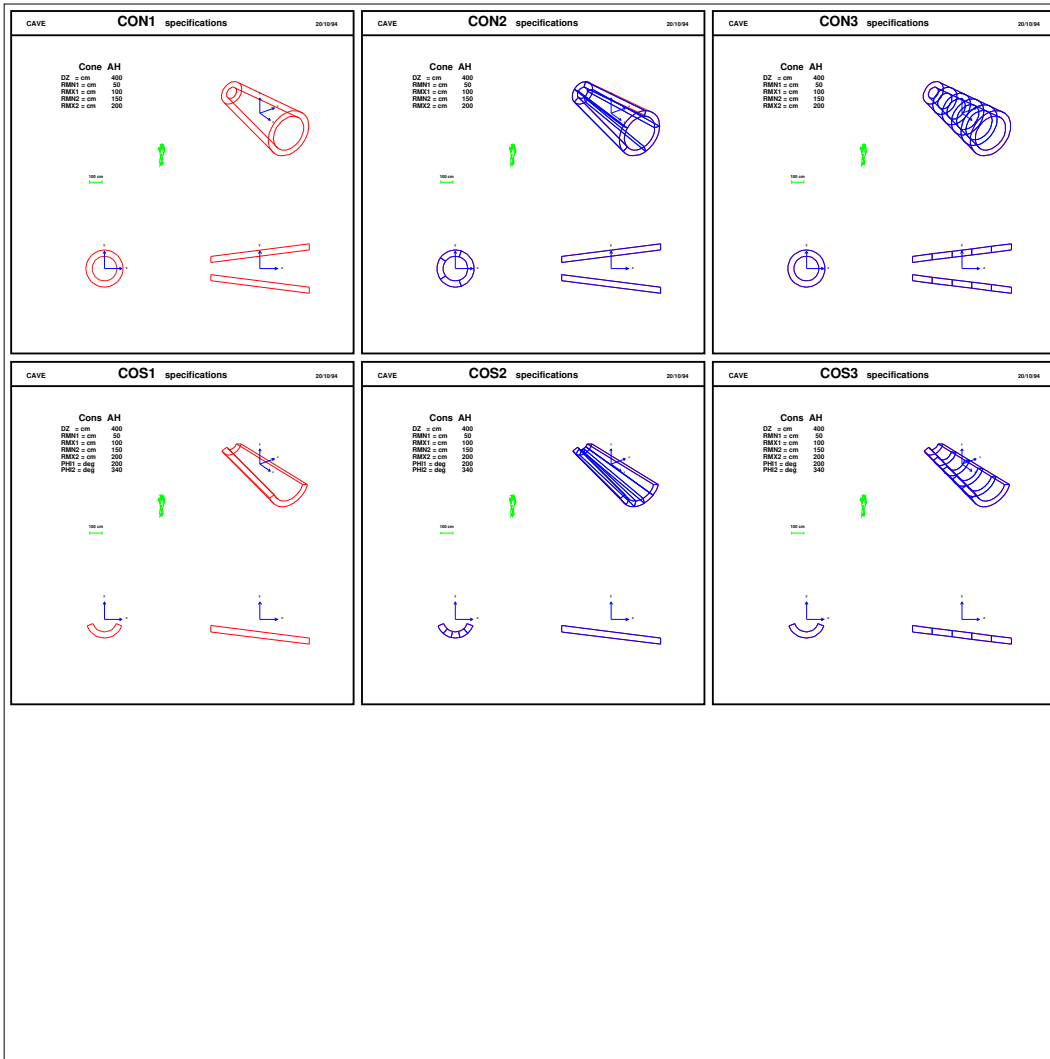 CAVE CON1 specifications 20/10/94
Cone AH
DZ = cm 400
RMN1 = cm 50
RMX1 = cm 100
RMN2 = cm 150
RMX2 = cm 200
100 cm
CAVE CON2 specifications 20/10/94
Cone AH
DZ = cm 400
RMN1 = cm 50
RMX1 = cm 100
RMN2 = cm 150
RMX2 = cm 200
100 cm
CAVE CON3 specifications 20/10/94
Cone AH
DZ = cm 400
RMN1 = cm 50
RMX1 = cm 100
RMN2 = cm 150
RMX2 = cm 200
100 cm
CAVE COS1 specifications 20/10/94
Cons AH
DZ = cm 400
RMN1 = cm 50
RMX1 = cm 100
RMN2 = cm 150
RMX2 = cm 200
PHI1 = deg 200
PHI2 = deg 340
100 cm
CAVE COS2 specifications 20/10/94
Cons AH
DZ = cm 400
RMN1 = cm 50
RMX1 = cm 100
RMN2 = cm 150
RMX2 = cm 200
PHI1 = deg 200
PHI2 = deg 340
100 cm
CAVE COS3 specifications 20/10/94
Cons AH
DZ = cm 400
RMN1 = cm 50
RMX1 = cm 100
RMN2 = cm 150
RMX2 = cm 200
PHI1 = deg 200
PHI2 = deg 340
100 cm